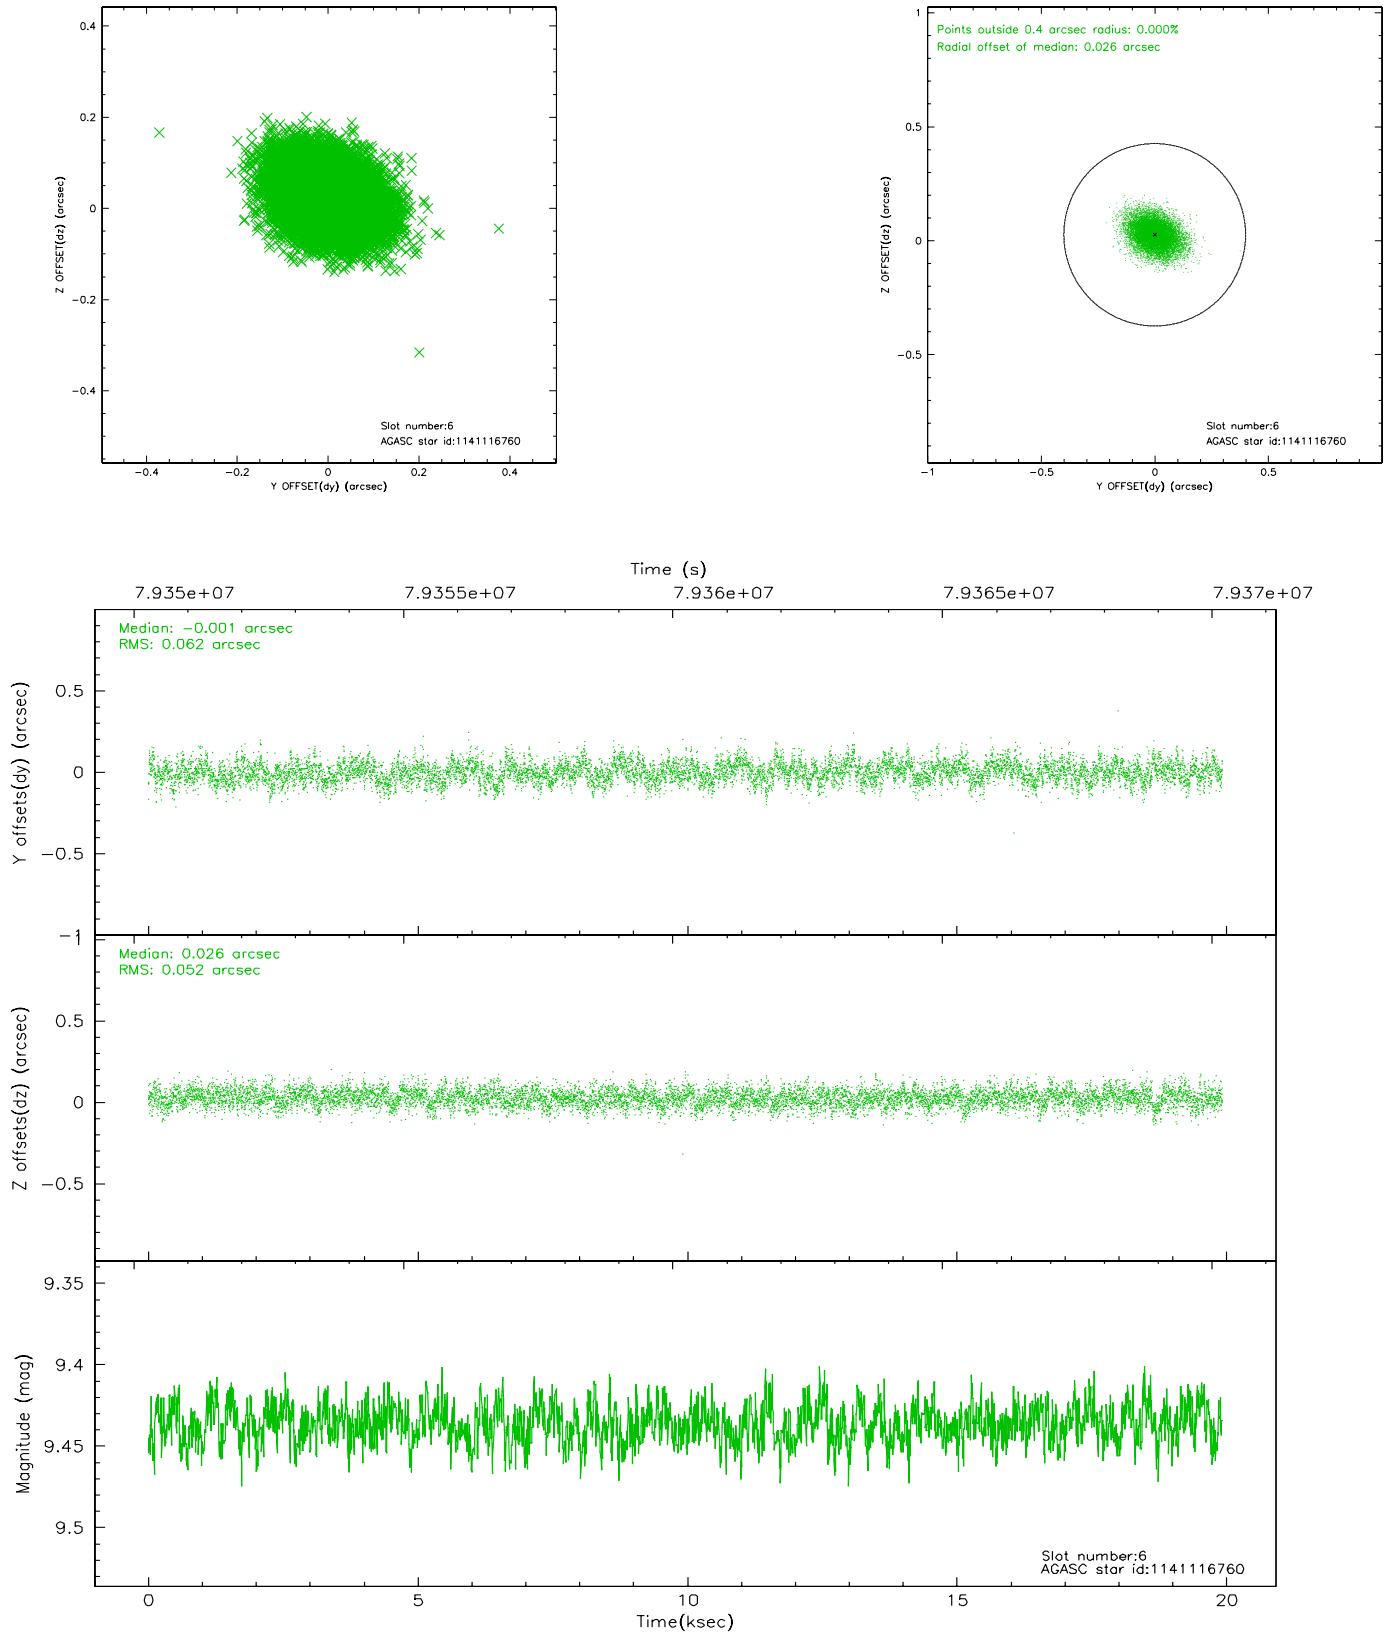 0.4
0.2
0
-0.2
-0.4
Z OFFSET(dz) (arcsec)
-0.4 -0.2 0 0.2 0.4
Y OFFSET(dy) (arcsec)
Slot number:6
AGASC star id:1141116760
Points outside 0.4 arcsec radius: 0.000%
Radial offset of median: 0.026 arcsec
1
0.5
0
-0.5
Z OFFSET(dz) (arcsec)
-1 -0.5 0 0.5
Y OFFSET(dy) (arcsec)
Slot number:6
AGASC star id:1141116760
Time (s)
7.935e+07 7.9355e+07 7.936e+07 7.9365e+07 7.937e+07
Median: -0.001 arcsec
RMS: 0.062 arcsec
0.5
0
-0.5
-1
Y offsets(dy) (arcsec)
Median: 0.026 arcsec
RMS: 0.052 arcsec
1
0.5
0
-0.5
Z offsets(dz) (arcsec)
9.35
9.4
9.45
9.5
Magnitude (mag)
Slot number:6
AGASC star id:1141116760
0 5 10 15 20
Time(ksec)